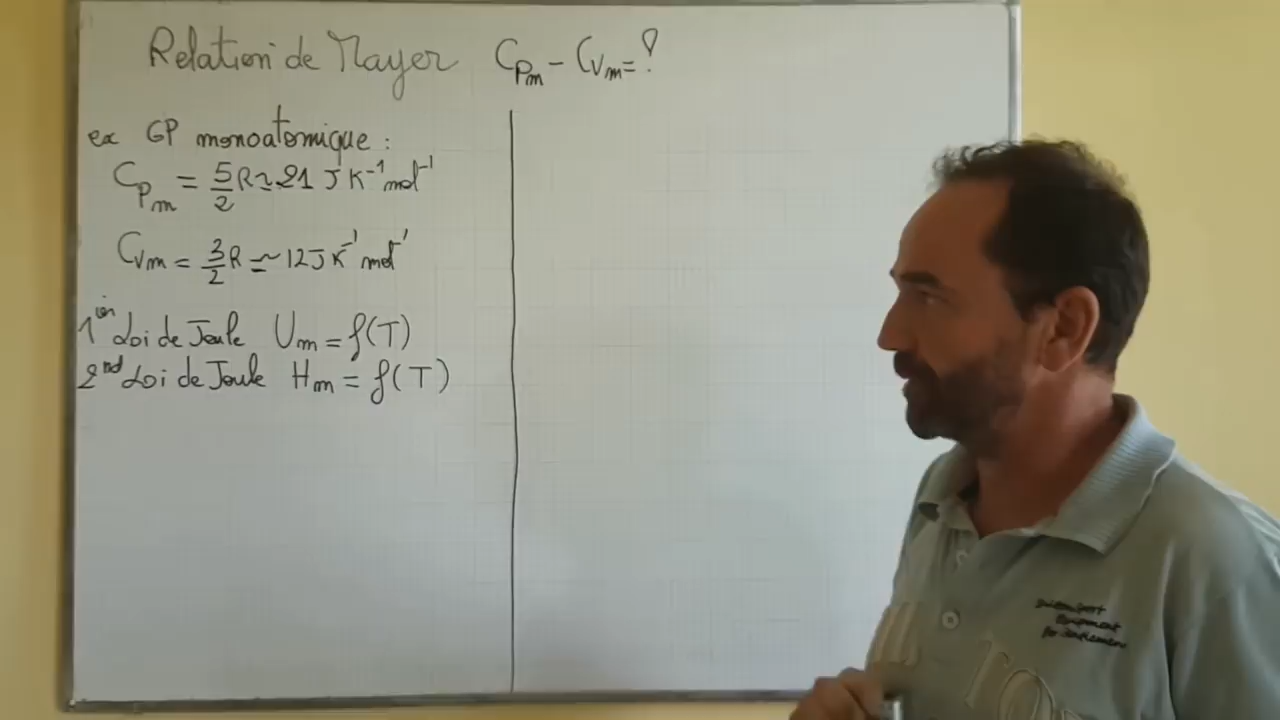 Relation de Mayer Cpm - Cvm = ?
ex GP monoatomique :
Cpm = 5/2 R ≃ 21 J K⁻¹ mol⁻¹
Cvm = 3/2 R ≃ 12 J K⁻¹ mol⁻¹
1ère Loi de Joule Um = f(T)
2nd Loi de Joule Hm = f(T)
Equipment